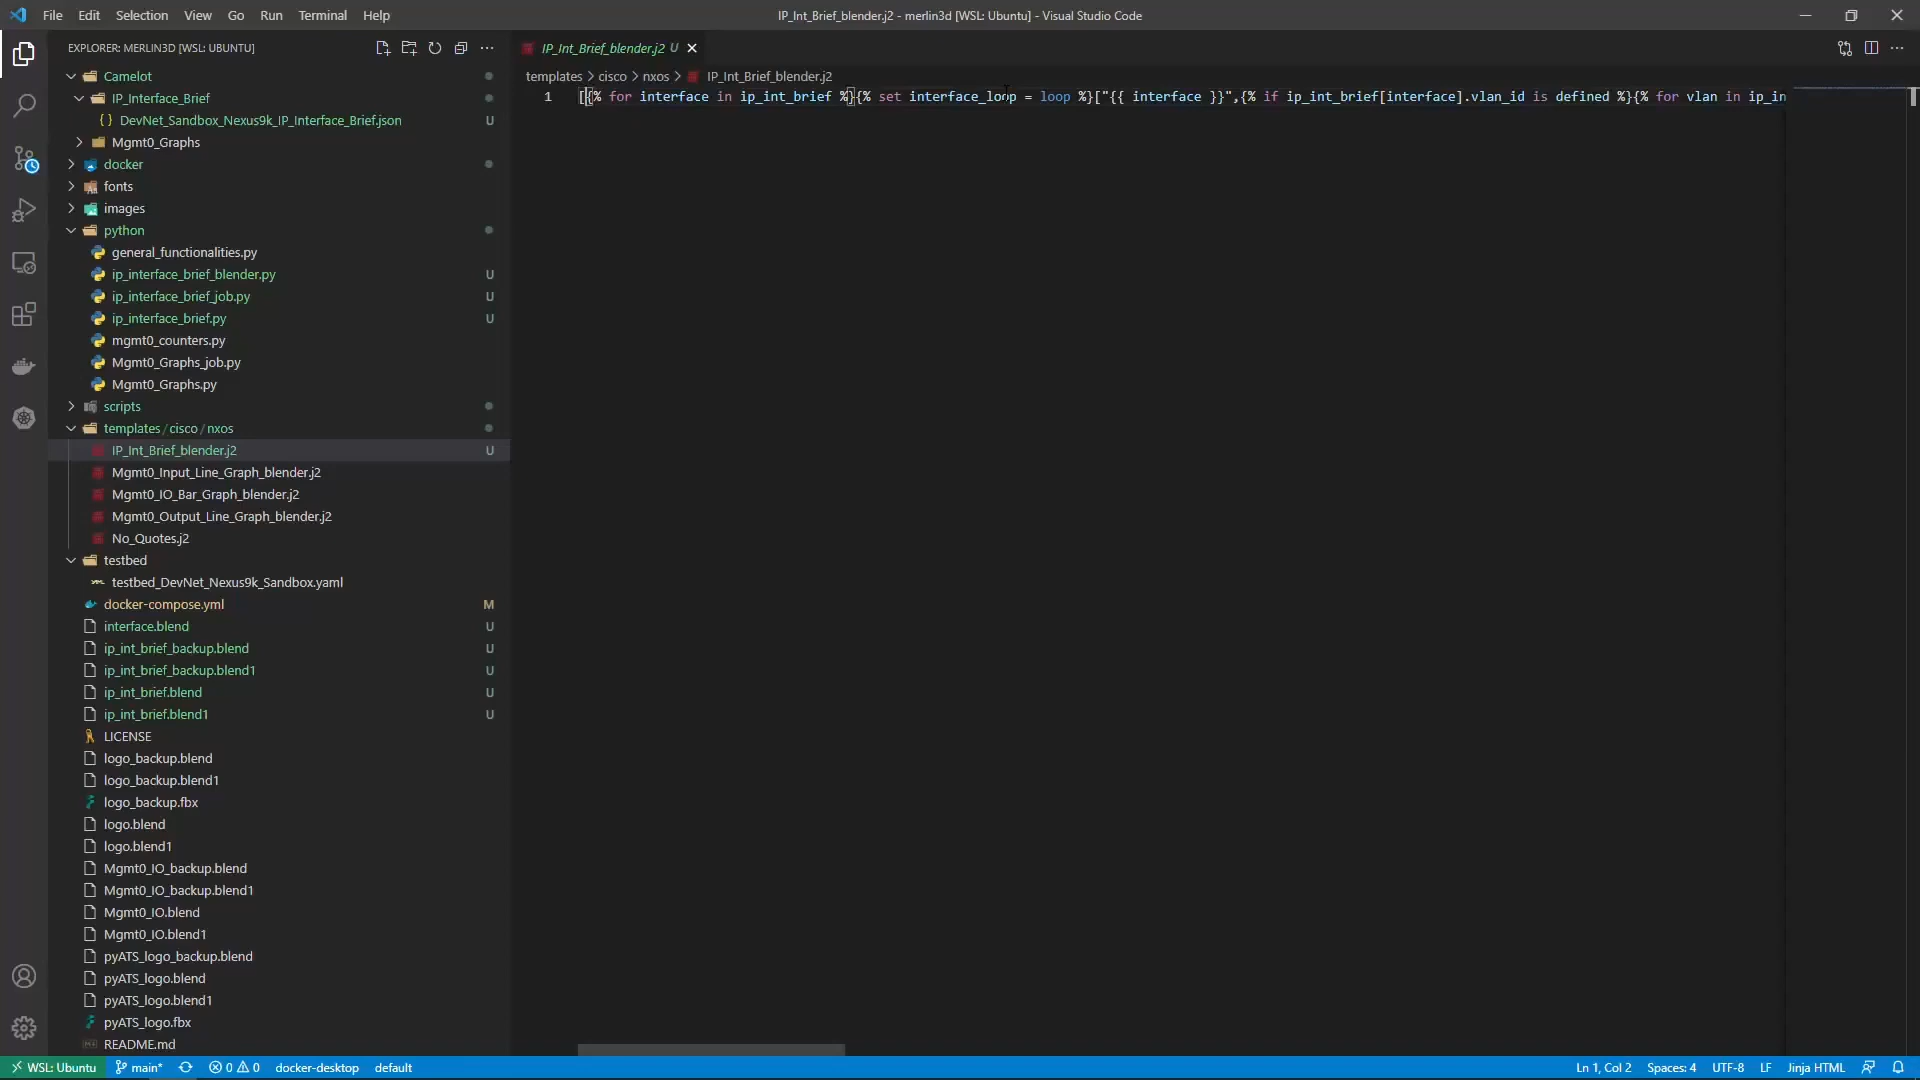 File Edit Selection View Go Run Terminal Help
IP_Int_Brief_blender.j2 - merlin3d [WSL: Ubuntu] - Visual Studio Code
EXPLORER: MERLIN3D [WSL: UBUNTU]
Camelot
IP_Interface_Brief
{ } DevNet_Sandbox_Nexus9k_IP_Interface_Brief.json U
Mgmt0_Graphs
docker
fonts
images
python
general_functionalities.py
ip_interface_brief_blender.py U
ip_interface_brief_job.py U
ip_interface_brief.py U
mgmt0_counters.py
Mgmt0_Graphs_job.py
Mgmt0_Graphs.py
scripts
templates / cisco / nxos
IP_Int_Brief_blender.j2 U
Mgmt0_Input_Line_Graph_blender.j2
Mgmt0_IO_Bar_Graph_blender.j2
Mgmt0_Output_Line_Graph_blender.j2
No_Quotes.j2
testbed
testbed_DevNet_Nexus9k_Sandbox.yaml
docker-compose.yml M
interface.blend U
ip_int_brief_backup.blend U
ip_int_brief_backup.blend1 U
ip_int_brief.blend U
ip_int_brief.blend1 U
LICENSE
logo_backup.blend
logo_backup.blend1
logo_backup.fbx
logo.blend
logo.blend1
Mgmt0_IO_backup.blend
Mgmt0_IO_backup.blend1
Mgmt0_IO.blend
Mgmt0_IO.blend1
pyATS_logo_backup.blend
pyATS_logo.blend
pyATS_logo.blend1
pyATS_logo.fbx
README.md
IP_Int_Brief_blender.j2 U
templates > cisco > nxos > IP_Int_Brief_blender.j2
1 [{% for interface in ip_int_brief %}{% set interface_loop = loop %}["{{ interface }}",{% if ip_int_brief[interface].vlan_id is defined %}{% for vlan in ip_in
WSL: Ubuntu main* 0 0 docker-desktop default
Ln 1, Col 2 Spaces: 4 UTF-8 LF Jinja HTML